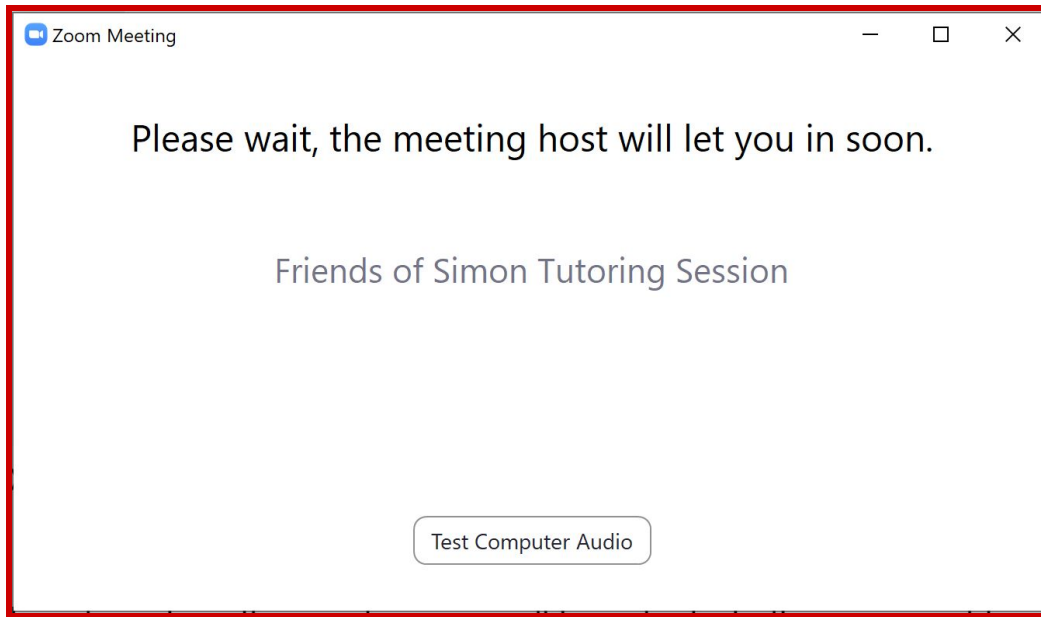 Zoom Meeting
Please wait, the meeting host will let you in soon.
Friends of Simon Tutoring Session
Test Computer Audio